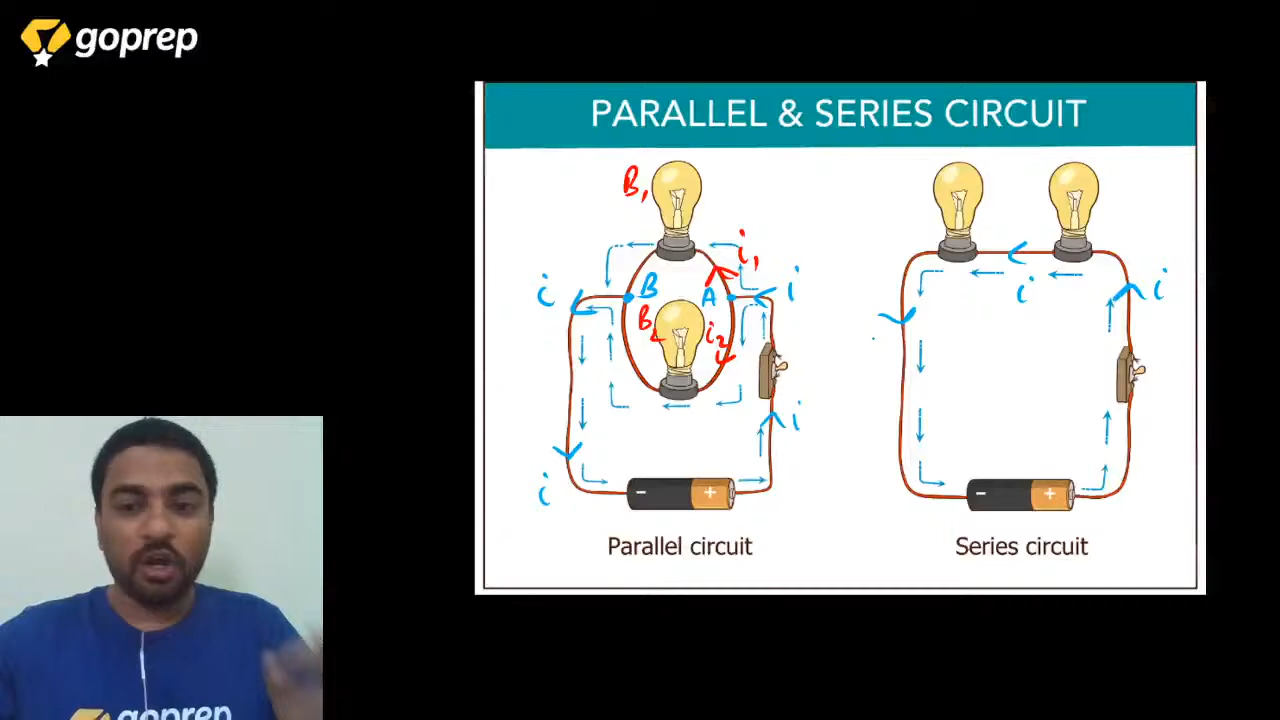 goprep
PARALLEL & SERIES CIRCUIT
B₁
i₁
i
B
A
i
i
i
B₂
i₂
i
i
-
+
-
+
Parallel circuit
Series circuit
goprep